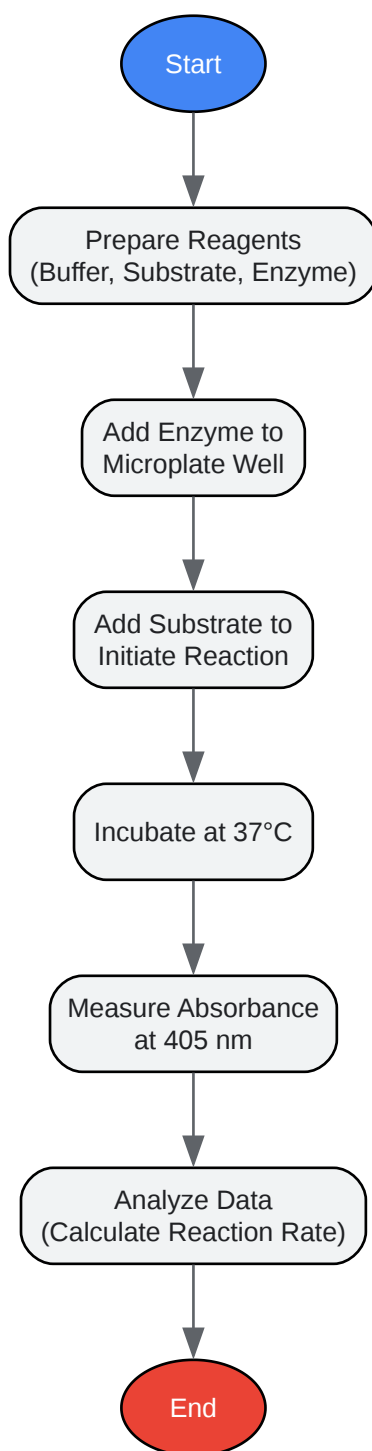 Start
Prepare Reagents
(Buffer, Substrate, Enzyme)
Add Enzyme to
Microplate Well
Add Substrate to
Initiate Reaction
Incubate at 37°C
Measure Absorbance
at 405 nm
Analyze Data
(Calculate Reaction Rate)
End